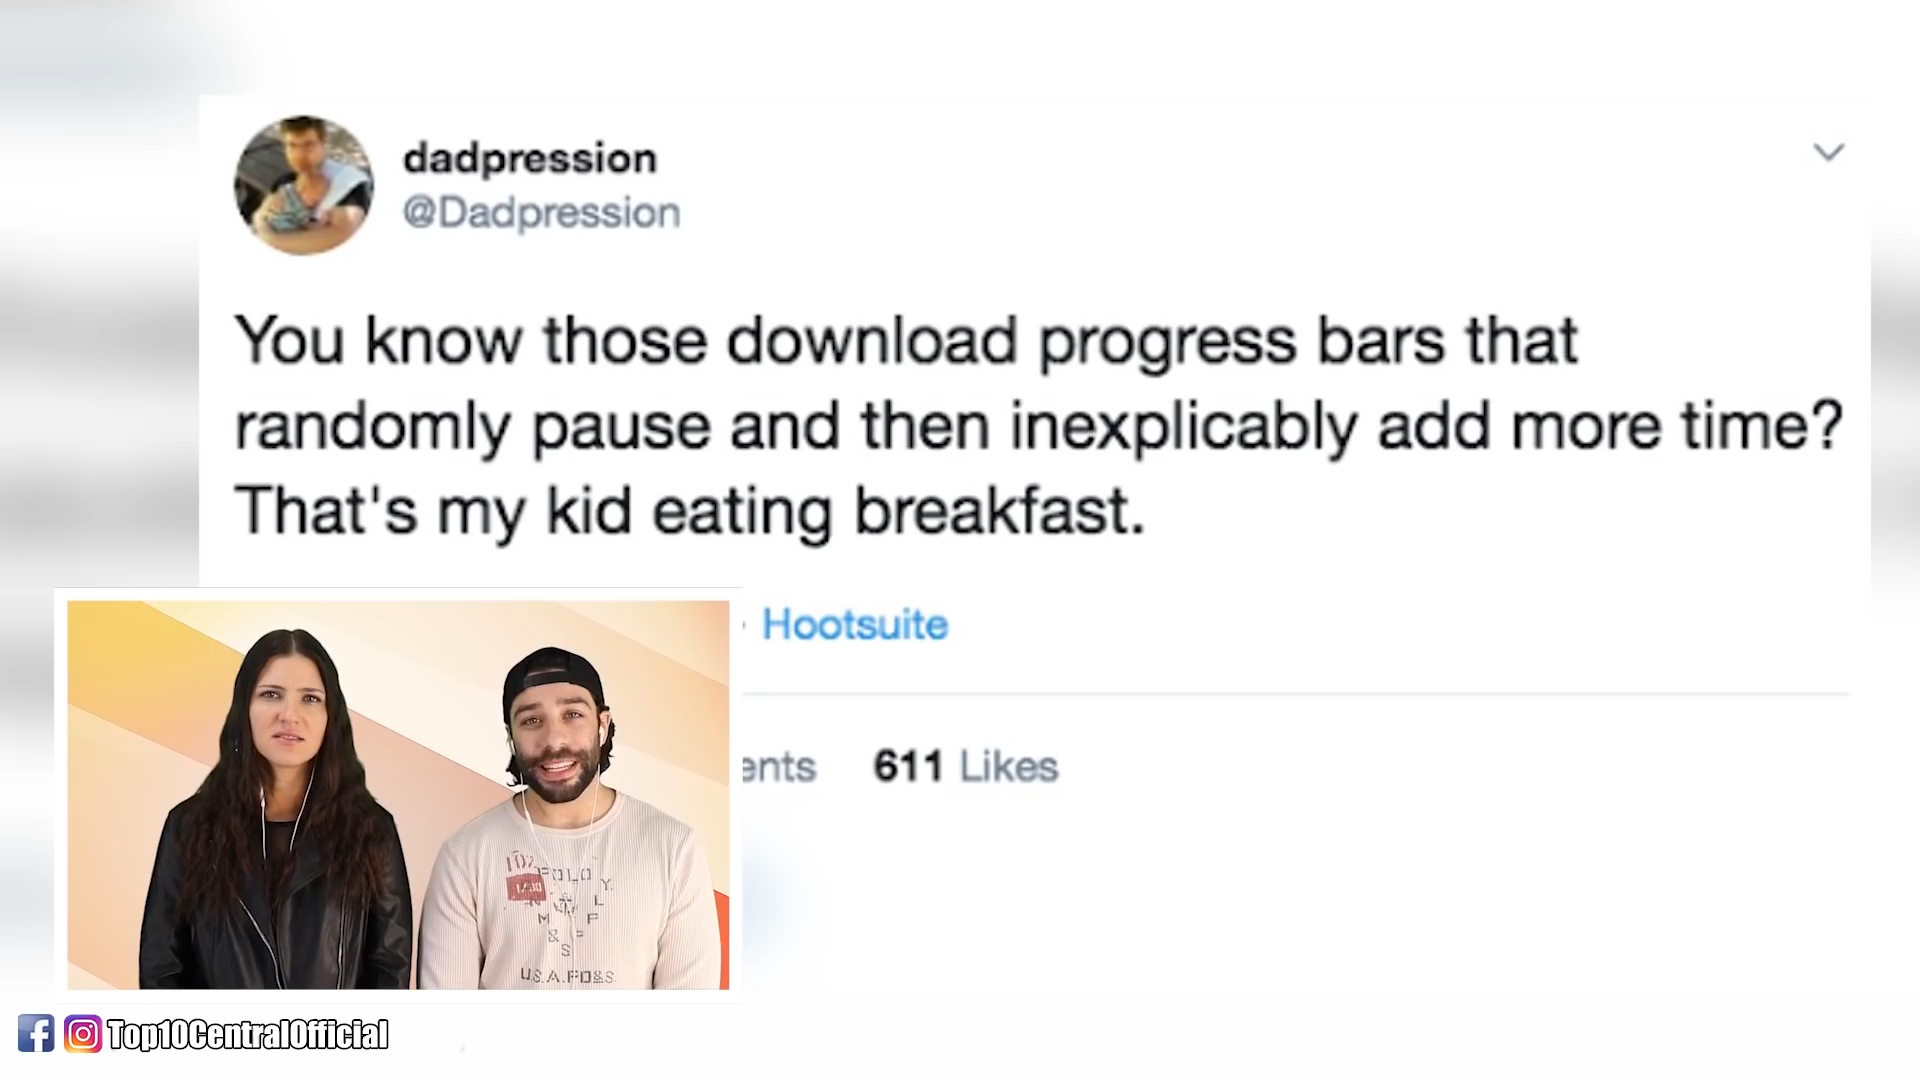 dadpression
@Dadpression
You know those download progress bars that
randomly pause and then inexplicably add more time?
That's my kid eating breakfast.
Hootsuite
611 Likes
POLO
U.S.A.
Top10CentralOfficial